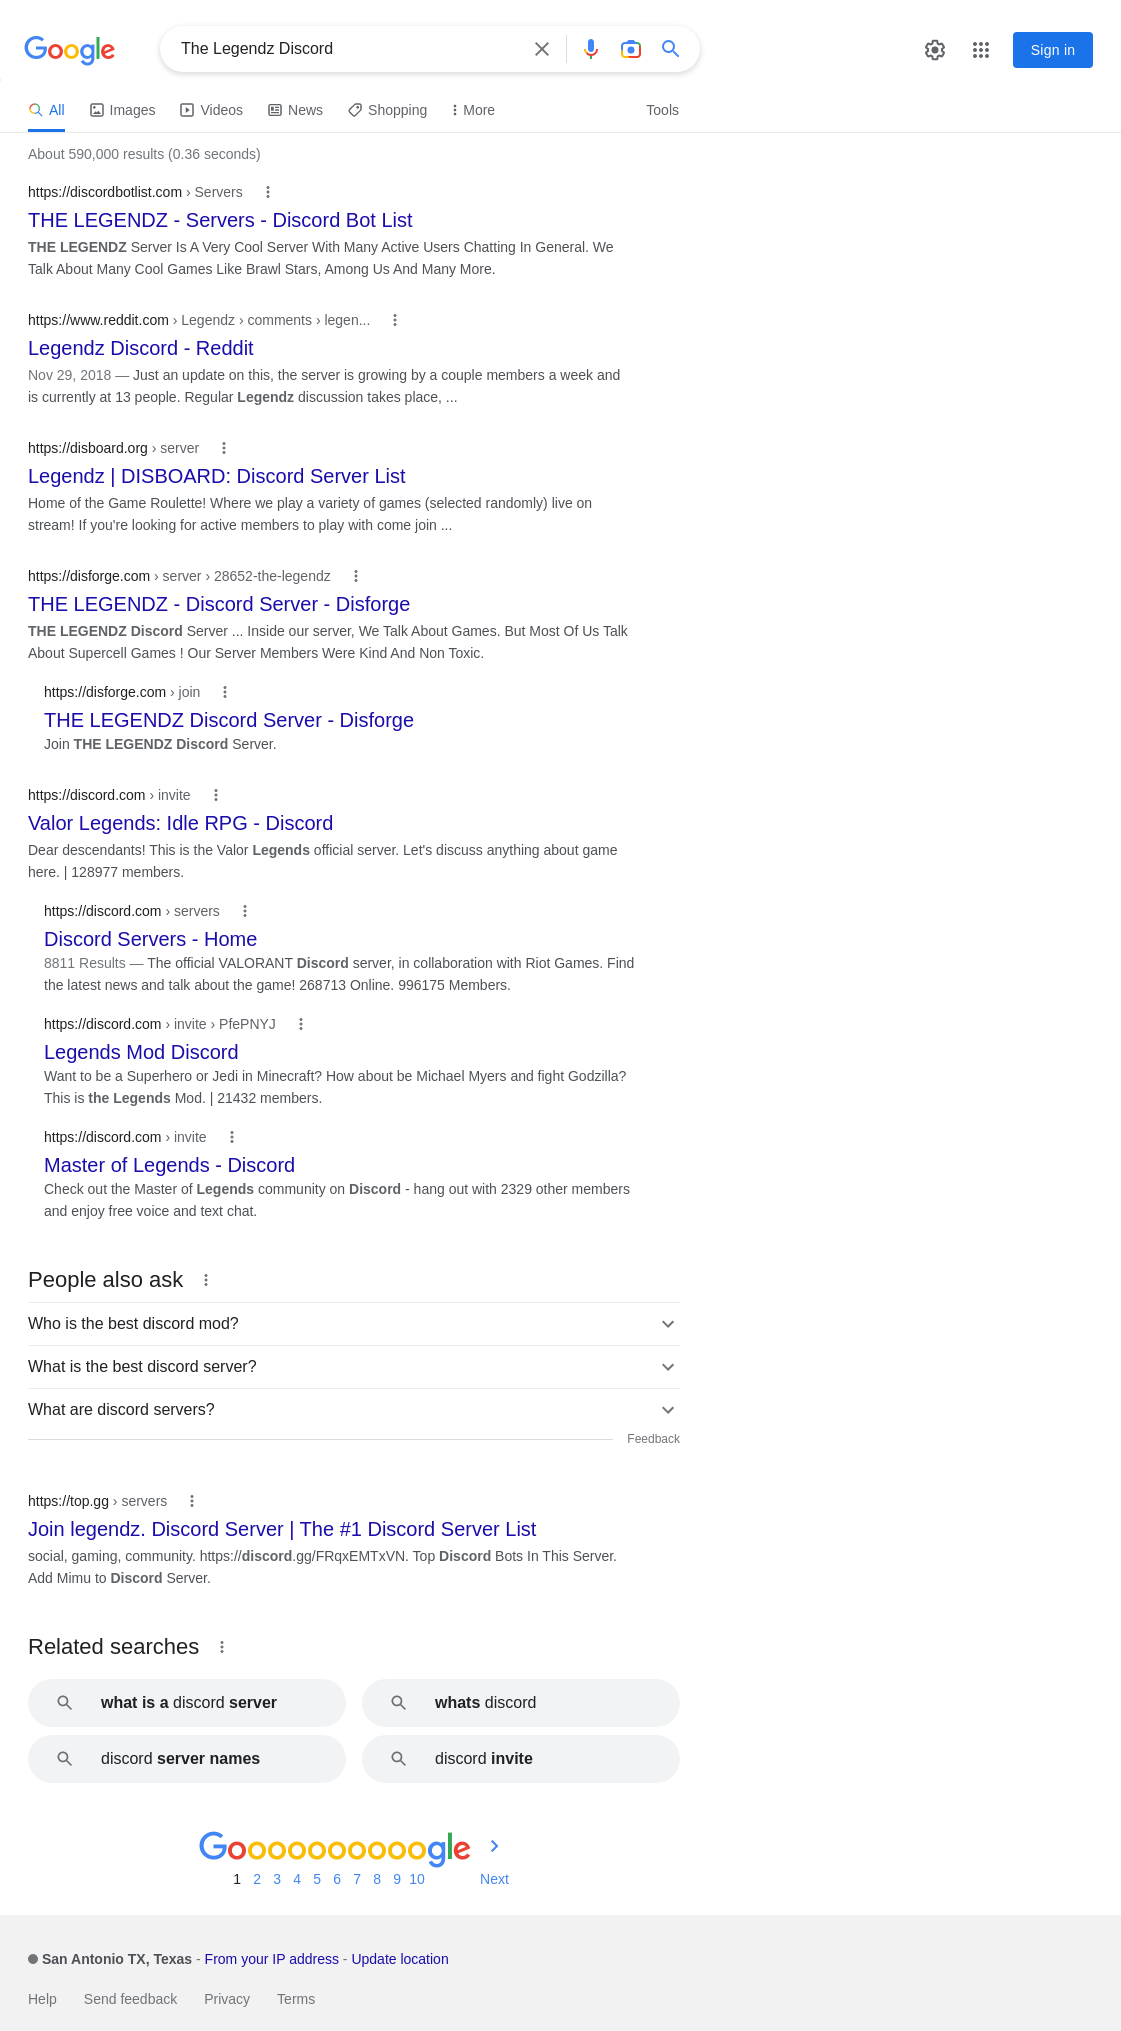 Google
The Legendz Discord
Sign in
All Images Videos News Shopping More Tools
About 590,000 results (0.36 seconds)
https://discordbotlist.com › Servers
THE LEGENDZ - Servers - Discord Bot List
THE LEGENDZ Server Is A Very Cool Server With Many Active Users Chatting In General. We
Talk About Many Cool Games Like Brawl Stars, Among Us And Many More.
https://www.reddit.com › Legendz › comments › legen...
Legendz Discord - Reddit
Nov 29, 2018 — Just an update on this, the server is growing by a couple members a week and
is currently at 13 people. Regular Legendz discussion takes place, ...
https://disboard.org › server
Legendz | DISBOARD: Discord Server List
Home of the Game Roulette! Where we play a variety of games (selected randomly) live on
stream! If you're looking for active members to play with come join ...
https://disforge.com › server › 28652-the-legendz
THE LEGENDZ - Discord Server - Disforge
THE LEGENDZ Discord Server ... Inside our server, We Talk About Games. But Most Of Us Talk
About Supercell Games ! Our Server Members Were Kind And Non Toxic.
https://disforge.com › join
THE LEGENDZ Discord Server - Disforge
Join THE LEGENDZ Discord Server.
https://discord.com › invite
Valor Legends: Idle RPG - Discord
Dear descendants! This is the Valor Legends official server. Let's discuss anything about game
here. | 128977 members.
https://discord.com › servers
Discord Servers - Home
8811 Results — The official VALORANT Discord server, in collaboration with Riot Games. Find
the latest news and talk about the game! 268713 Online. 996175 Members.
https://discord.com › invite › PfePNYJ
Legends Mod Discord
Want to be a Superhero or Jedi in Minecraft? How about be Michael Myers and fight Godzilla?
This is the Legends Mod. | 21432 members.
https://discord.com › invite
Master of Legends - Discord
Check out the Master of Legends community on Discord - hang out with 2329 other members
and enjoy free voice and text chat.
People also ask
Who is the best discord mod?
What is the best discord server?
What are discord servers?
Feedback
https://top.gg › servers
Join legendz. Discord Server | The #1 Discord Server List
social, gaming, community. https://discord.gg/FRqxEMTxVN. Top Discord Bots In This Server.
Add Mimu to Discord Server.
Related searches
what is a discord server
whats discord
discord server names
discord invite
Goooooooooogle
1 2 3 4 5 6 7 8 9 10 Next
San Antonio TX, Texas - From your IP address - Update location
Help Send feedback Privacy Terms